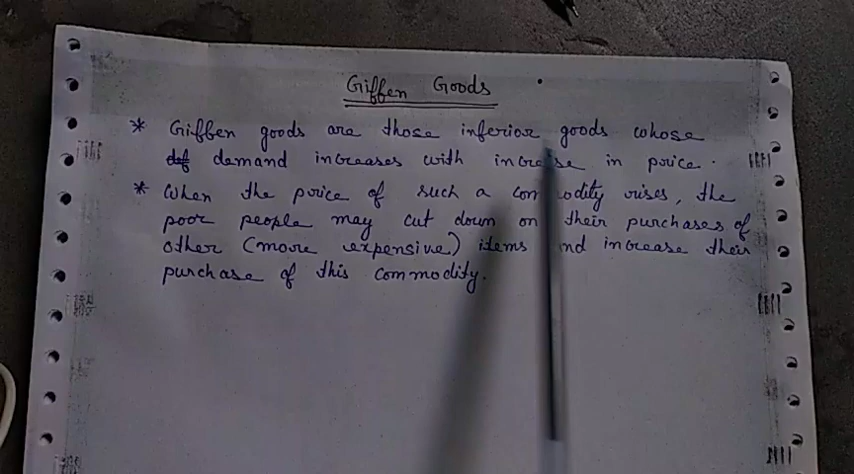 Giffen Goods
* Giffen goods are those inferior goods whose
demand increases with increase in price.
* When the price of such a commodity rises, the
poor people may cut down on their purchases of
other (more expensive) items and increase their
purchase of this commodity.